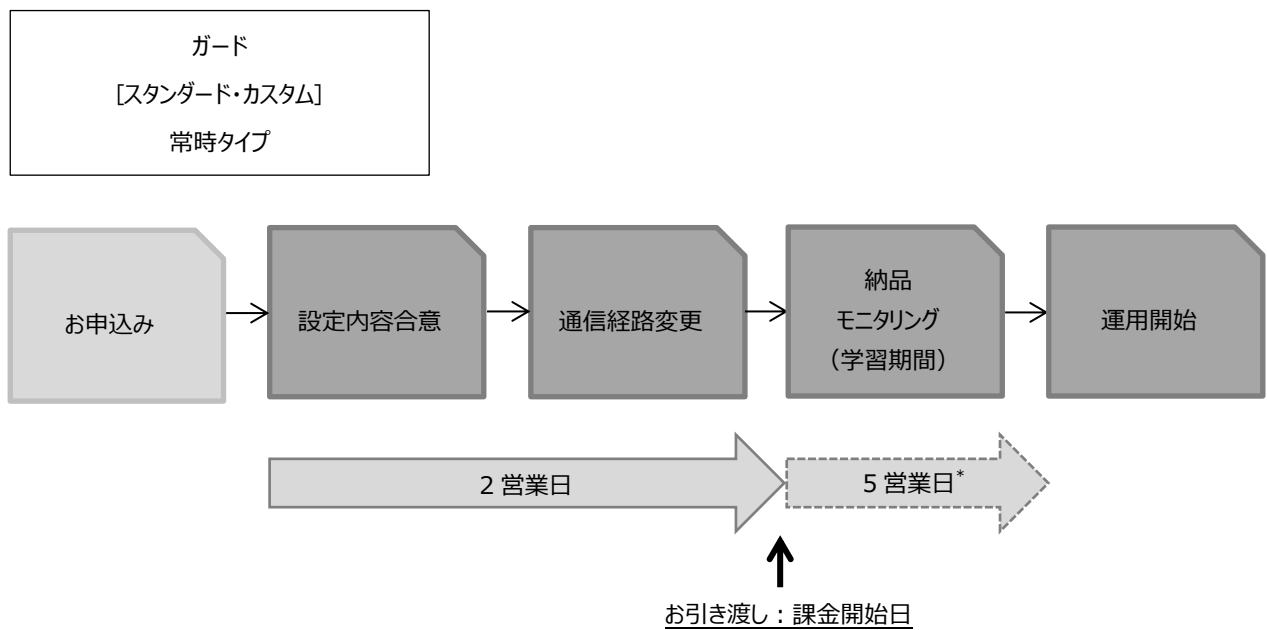 ガード
[スタンダード・カスタム]
常時タイプ
お申込み
設定内容合意
通信経路変更
納品
モニタリング
（学習期間）
運用開始
2 営業日
5 営業日*
お引き渡し：課金開始日